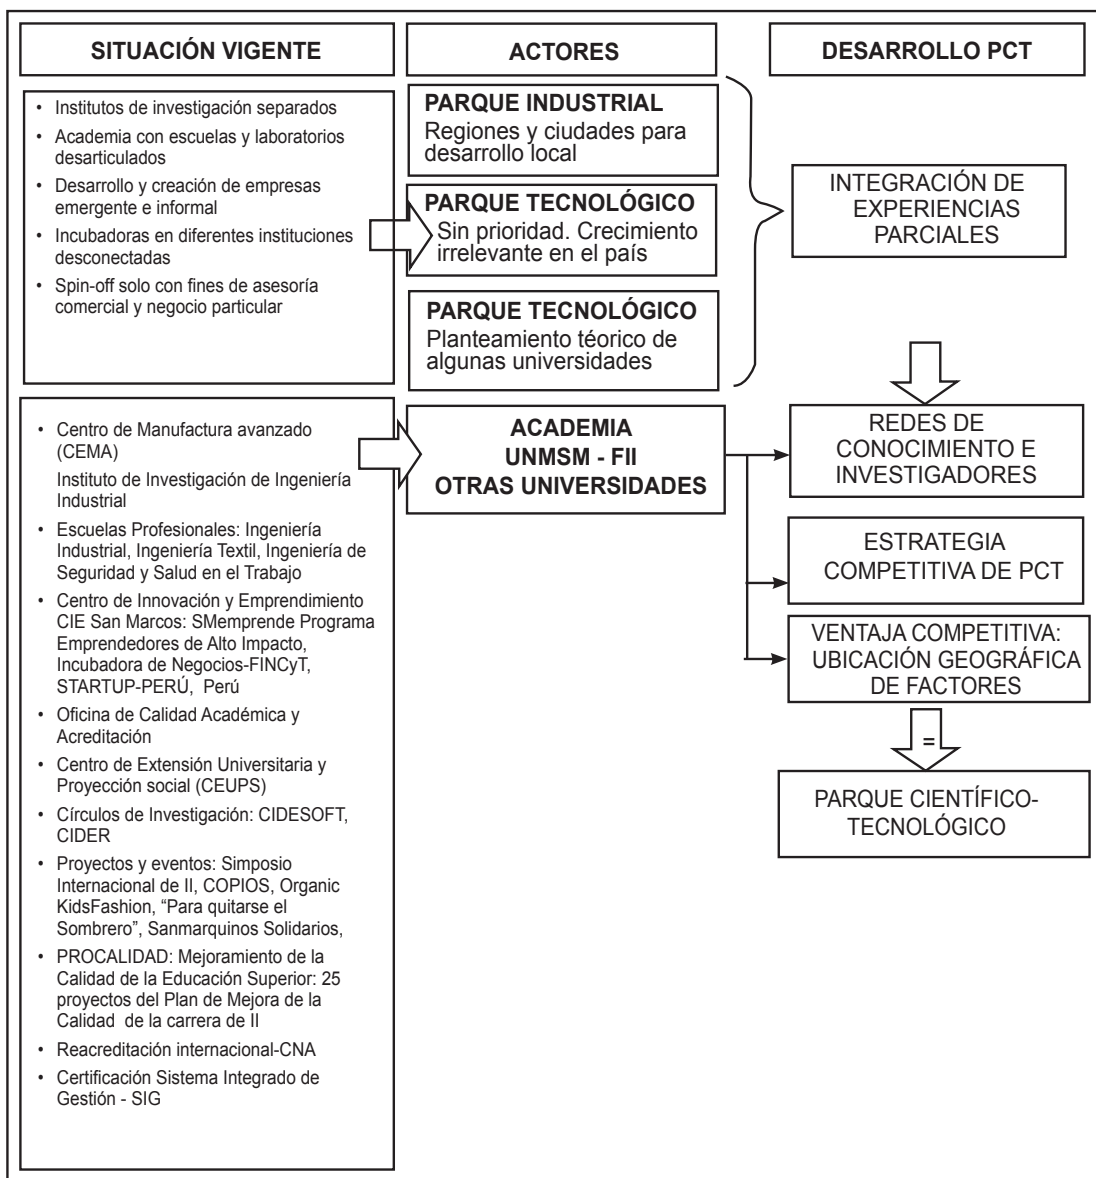 SITUACIÓN VIGENTE
• Institutos de investigación separados
• Academia con escuelas y laboratorios
desarticulados
• Desarrollo y creación de empresas
emergente e informal
• Incubadoras en diferentes instituciones
desconectadas
• Spin-off solo con fines de asesoría
comercial y negocio particular
• Centro de Manufactura avanzado
(CEMA)
Instituto de Investigación de Ingeniería
Industrial
• Escuelas Profesionales: Ingeniería
Industrial, Ingeniería Textil, Ingeniería de
Seguridad y Salud en el Trabajo
• Centro de Innovación y Emprendimiento
CIE San Marcos: SMemprende Programa
Emprendedores de Alto Impacto,
Incubadora de Negocios-FINCyT,
STARTUP-PERÚ, Perú
• Oficina de Calidad Académica y
Acreditación
• Centro de Extensión Universitaria y
Proyección social (CEUPS)
• Círculos de Investigación: CIDESOFT,
CIDER
• Proyectos y eventos: Simposio
Internacional de II, COPIOS, Organic
KidsFashion, “Para quitarse el
Sombrero”, Sanmarquinos Solidarios,
• PROCALIDAD: Mejoramiento de la
Calidad de la Educación Superior: 25
proyectos del Plan de Mejora de la
Calidad de la carrera de II
• Reacreditación internacional-CNA
• Certificación Sistema Integrado de
Gestión - SIG
ACTORES
PARQUE INDUSTRIAL
Regiones y ciudades para
desarrollo local
PARQUE TECNOLÓGICO
Sin prioridad. Crecimiento
irrelevante en el país
PARQUE TECNOLÓGICO
Planteamiento téorico de
algunas universidades
ACADEMIA
UNMSM - FII
OTRAS UNIVERSIDADES
DESARROLLO PCT
INTEGRACIÓN DE
EXPERIENCIAS
PARCIALES
REDES DE
CONOCIMIENTO E
INVESTIGADORES
ESTRATEGIA
COMPETITIVA DE PCT
VENTAJA COMPETITIVA:
UBICACIÓN GEOGRÁFICA
DE FACTORES
=
PARQUE CIENTÍFICO-
TECNOLÓGICO